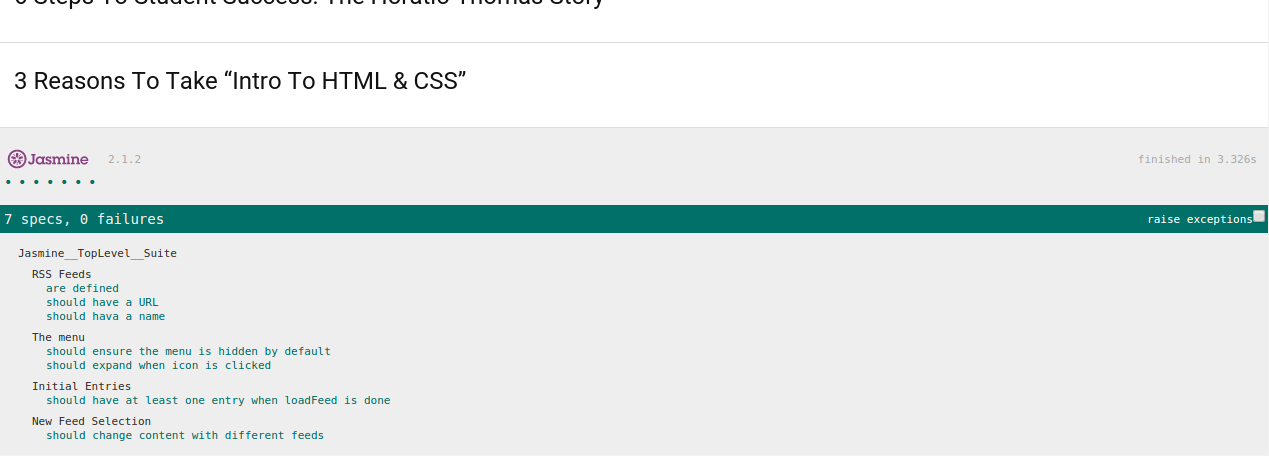 6 Steps To Student Success: The Horatio Thomas Story
3 Reasons To Take “Intro To HTML & CSS”
Jasmine 2.1.2 finished in 3.326s
• • • • • • •
7 specs, 0 failures raise exceptions
Jasmine__TopLevel__Suite
RSS Feeds
are defined
should have a URL
should hava a name
The menu
should ensure the menu is hidden by default
should expand when icon is clicked
Initial Entries
should have at least one entry when loadFeed is done
New Feed Selection
should change content with different feeds